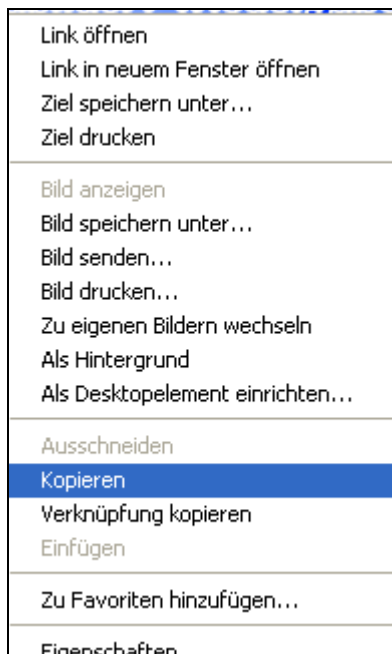 Link öffnen
Link in neuem Fenster öffnen
Ziel speichern unter...
Ziel drucken
Bild anzeigen
Bild speichern unter...
Bild senden...
Bild drucken...
Zu eigenen Bildern wechseln
Als Hintergrund
Als Desktopelement einrichten...
Ausschneiden
Kopieren
Verknüpfung kopieren
Einfügen
Zu Favoriten hinzufügen...
Eigenschaften